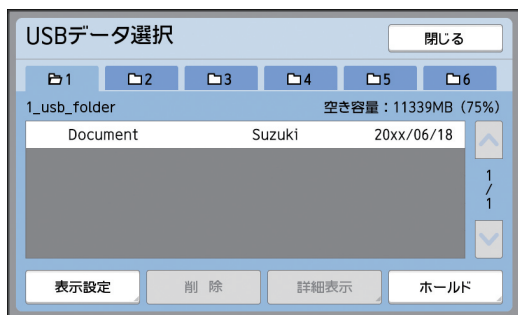 USBデータ選択 閉じる
1 2 3 4 5 6
1_usb_folder 空き容量：11339MB（75%）
Document Suzuki 20xx/06/18
1
/
1
表示設定 削 除 詳細表示 ホールド